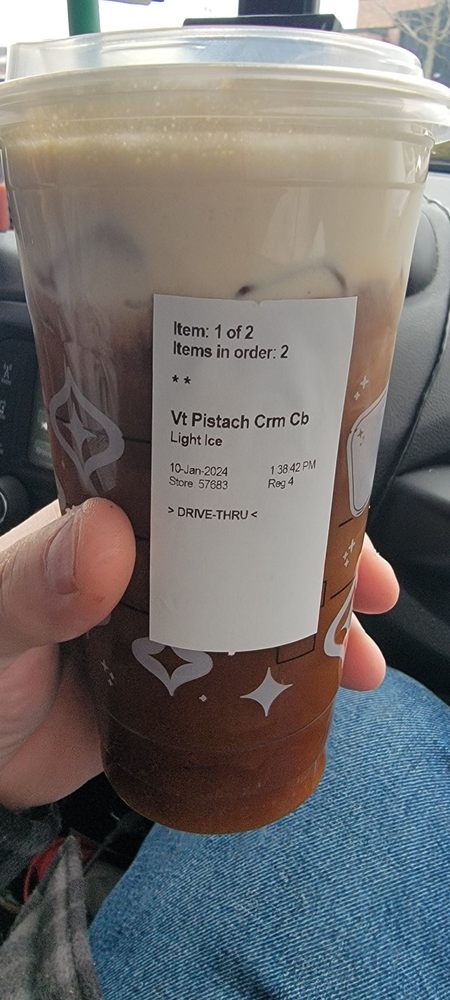 Item: 1 of 2
Items in order: 2
* *
Vt Pistach Crm Cb
Light Ice
10-Jan-2024 1:38:42 PM
Store 57683 Reg 4
> DRIVE-THRU <